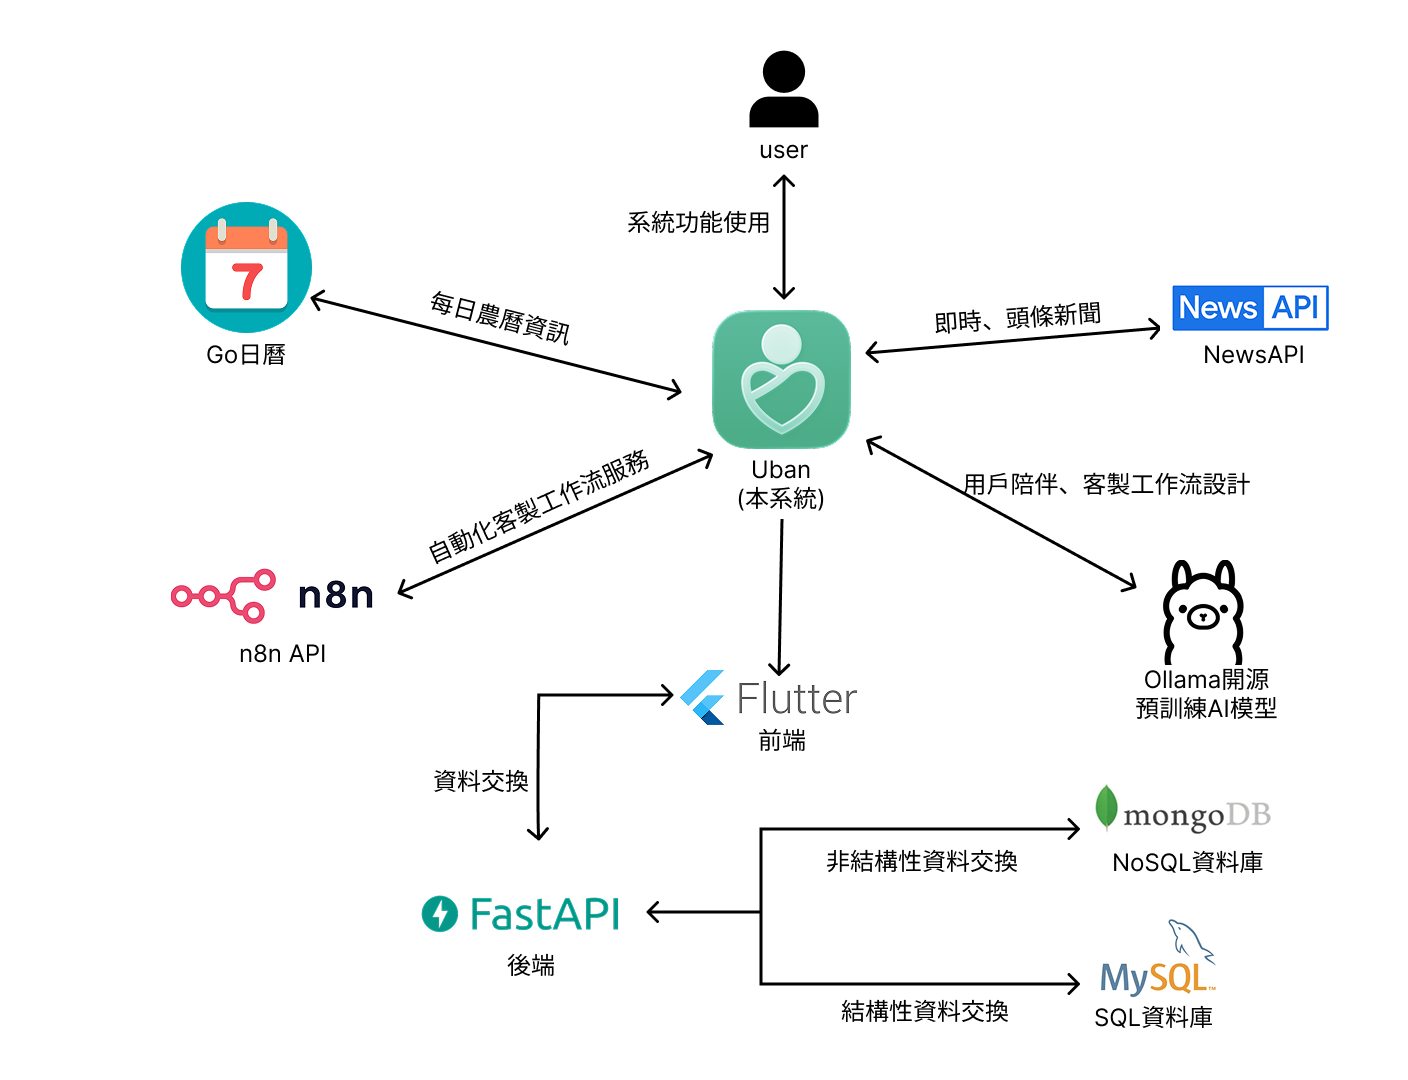 user
系統功能使用
7
Go日曆
每日農曆資訊
即時、頭條新聞
News API
NewsAPI
Uban
(本系統)
自動化客製工作流服務
用戶陪伴、客製工作流設計
n8n
n8n API
Ollama開源
預訓練AI模型
Flutter
前端
資料交換
mongoDB
NoSQL資料庫
非結構性資料交換
FastAPI
後端
MySQL™
SQL資料庫
結構性資料交換